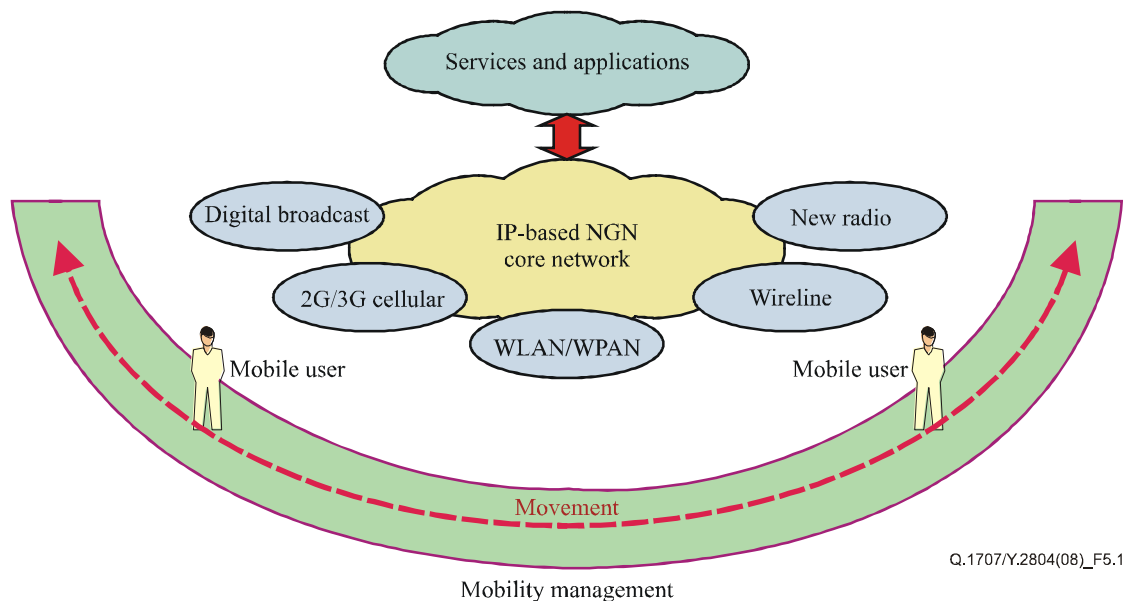 Services and applications
Digital broadcast
IP-based NGN
core network
New radio
2G/3G cellular
Wireline
WLAN/WPAN
Mobile user
Mobile user
Movement
Q.1707/Y.2804(08)_F5.1
Mobility management